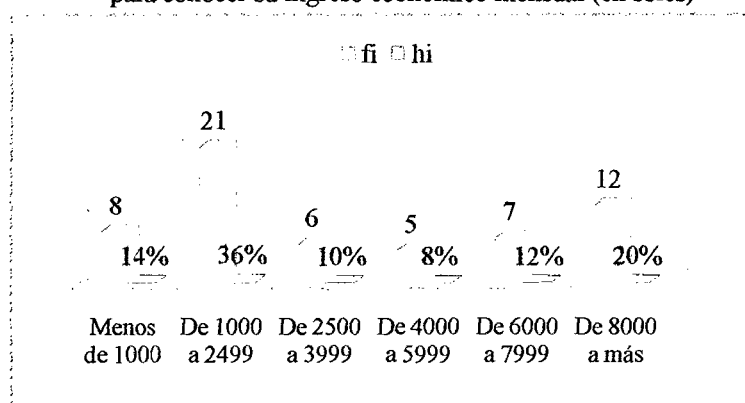 para conocer su ingreso económico mensual (en soles)
fi hi
8 21 6 5 7 12
14% 36% 10% 8% 12% 20%
Menos De 1000 De 2500 De 4000 De 6000 De 8000
de 1000 a 2499 a 3999 a 5999 a 7999 a más